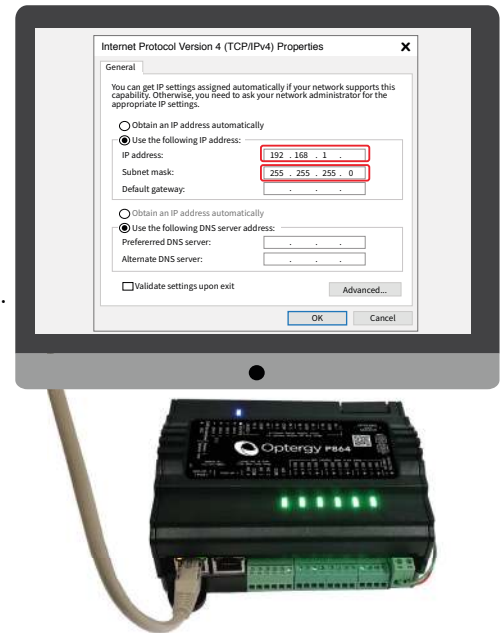 Internet Protocol Version 4 (TCP/IPv4) Properties X
General
You can get IP settings assigned automatically if your network supports this
capability. Otherwise, you need to ask your network administrator for the
appropriate IP settings.
Obtain an IP address automatically
Use the following IP address:
IP address: 192 . 168 . 1 .
Subnet mask: 255 . 255 . 255 . 0
Default gateway: . . .
Obtain an IP address automatically
Use the following DNS server address:
Prefererred DNS server: . . .
Alternate DNS server: . . .
Validate settings upon exit
Advanced...
OK Cancel
.
Optergy P864